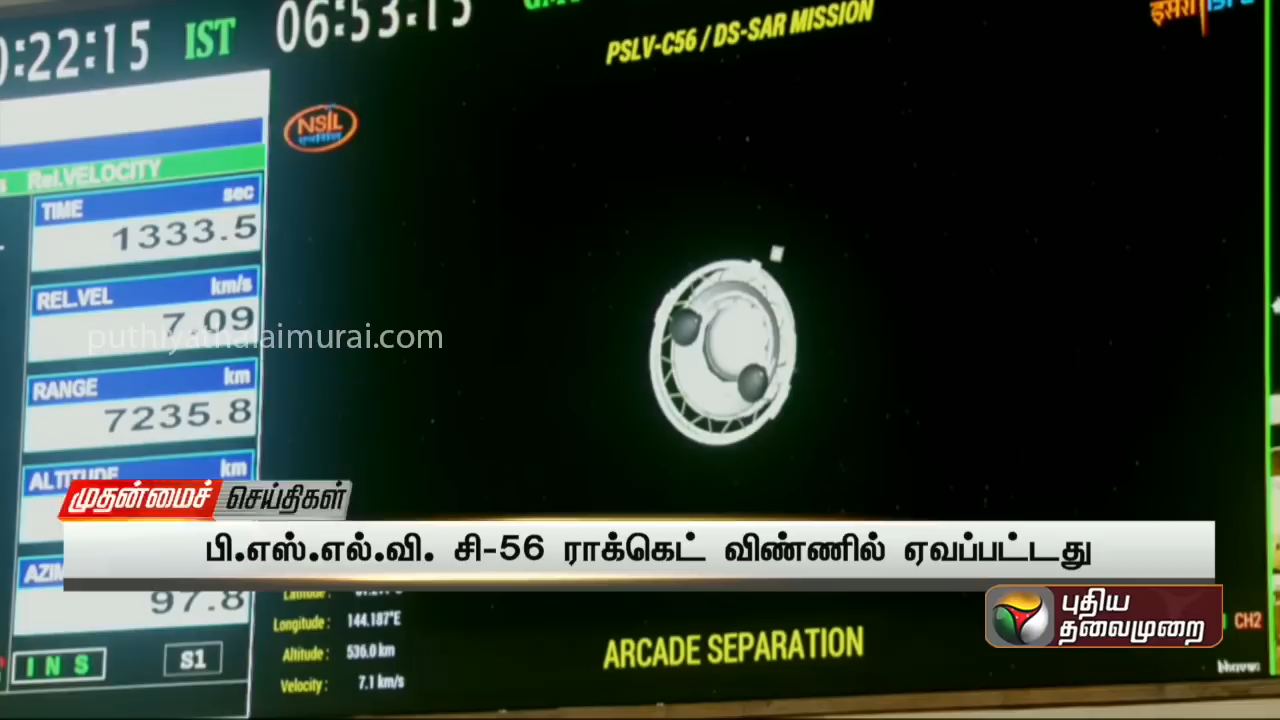 0:22:15 IST 06:53:15
PSLV-C56 / DS-SAR MISSION
इसरो
NSIL
Rel.VELOCITY
TIME sec
1333.5
REL.VEL km/s
7.09
puthiyathalaimurai.com
RANGE km
7235.8
ALTITUDE km
முதன்மைச் செய்திகள்
பி.எஸ்.எல்.வி. சி-56 ராக்கெட் விண்ணில் ஏவப்பட்டது
97.8
புதிய
தலைமுறை
Longitude: 144.187°E
CH2
Altitude: 536.0 km
ARCADE SEPARATION
INS S1
Velocity: 7.1 km/s